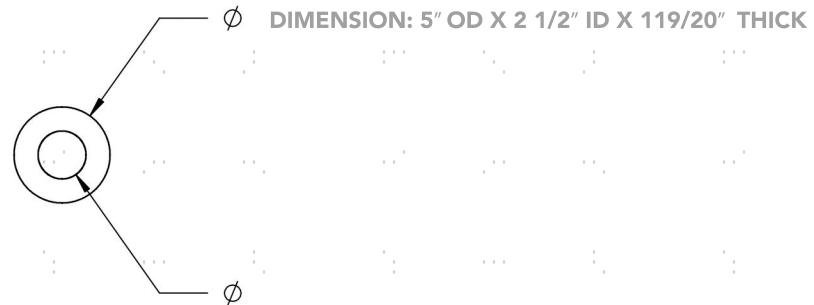 Ø DIMENSION: 5" OD X 2 1/2" ID X 119/20" THICK
Ø